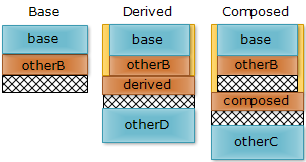 Base Derived Composed
base base base
otherB otherB otherB
derived
composed
otherD
otherC